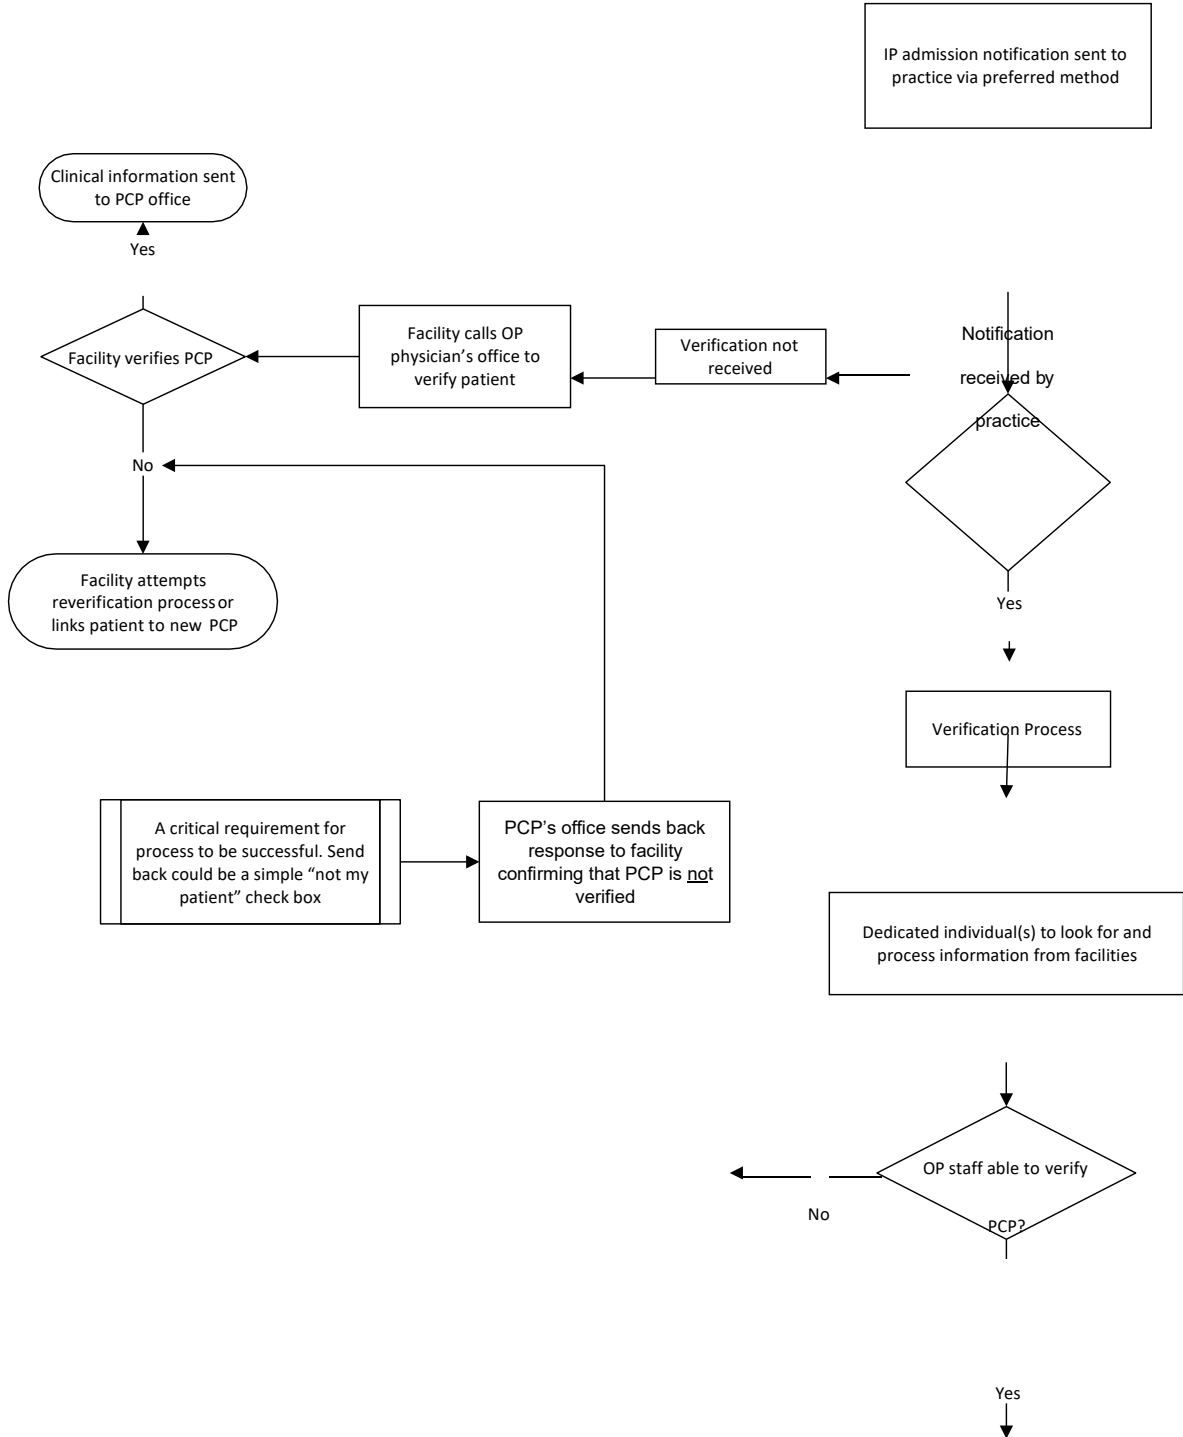 IP admission notification sent to
practice via preferred method
Clinical information sent
to PCP office
Yes
Facility verifies PCP
Facility calls OP
physician’s office to
verify patient
Verification not
received
Notification
received by
practice
No
Facility attempts
reverification process or
links patient to new PCP
Yes
Verification Process
A critical requirement for
process to be successful. Send
back could be a simple “not my
patient” check box
PCP’s office sends back
response to facility
confirming that PCP is not
verified
Dedicated individual(s) to look for and
process information from facilities
OP staff able to verify
PCP?
No
Yes